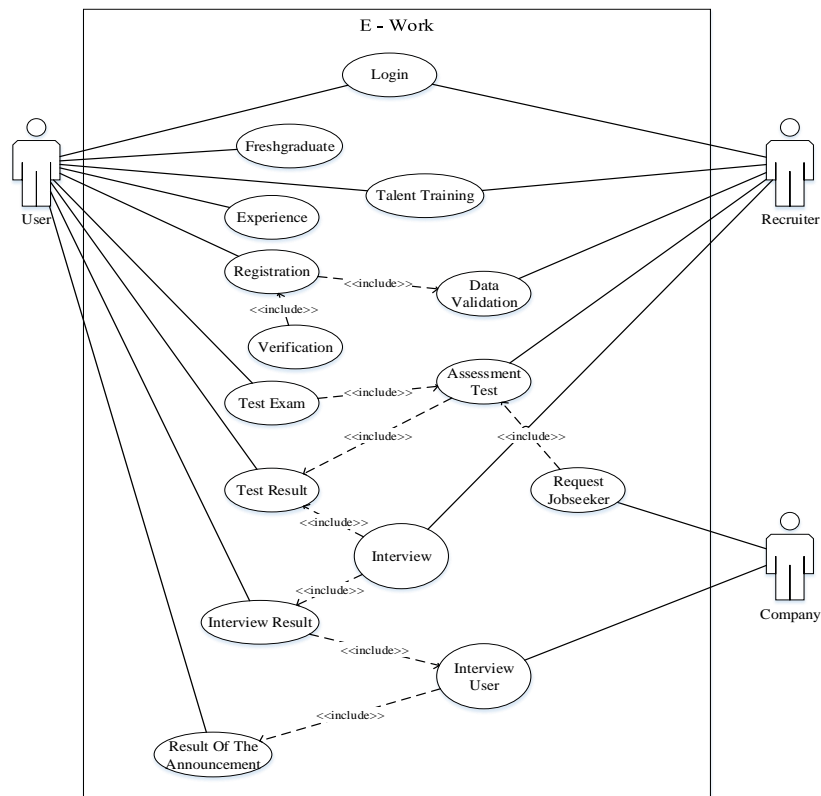 E - Work
Login
Freshgraduate
Talent Training
User
Recruiter
Experience
Registration
<<include>>
Data
Validation
<<include>>
Verification
Assessment
Test
Test Exam
<<include>>
<<include>>
<<include>>
Test Result
Request
Jobseeker
<<include>>
Interview
<<include>>
Company
Interview Result
<<include>>
Interview
User
<<include>>
Result Of The
Announcement